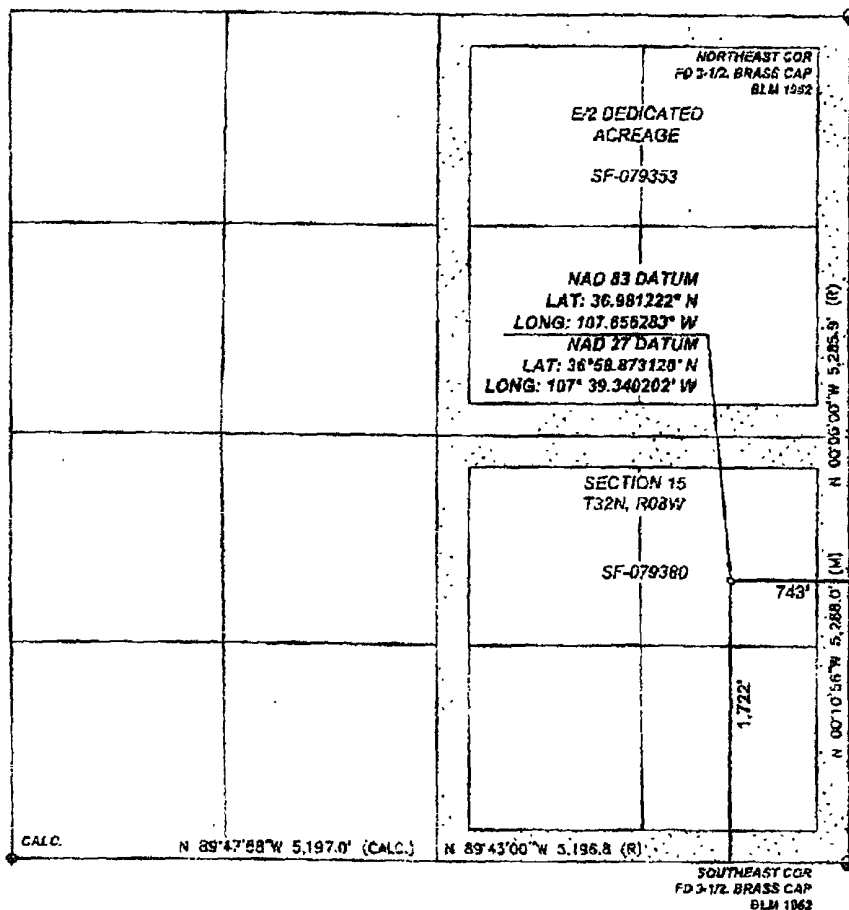 NORTHEAST COR
FD 3-1/2, BRASS CAP
BLM 1962
E/2 DEDICATED
ACREAGE
SF-079353
NAD 83 DATUM
LAT: 36.981222° N
LONG: 107.656283° W
NAD 27 DATUM
LAT: 36°58.873120' N
LONG: 107° 39.340202' W
N 00°06'00"W 5,285.9' (R)
SECTION 15
T32N, R08W
SF-079380
743'
1,722'
N 00°10'56"W 5,288.0' (M)
CALC.
N 89°47'58"W 5,197.0' (CALC.)
N 89°43'00"W 5,196.8 (R)
SOUTHEAST COR
FD 3-1/2, BRASS CAP
BLM 1962